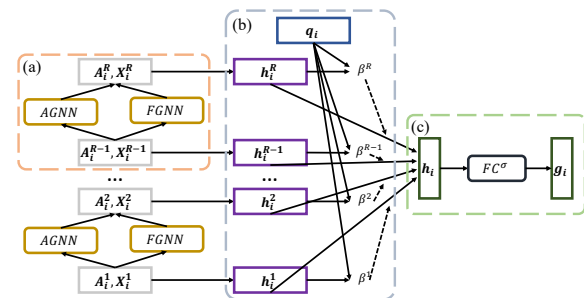 (b)
q_i
(a)
A_i^R, X_i^R
h_i^R
β^R
AGNN
FGNN
(c)
A_i^{R-1}, X_i^{R-1}
h_i^{R-1}
β^{R-1}
h_i
FC^σ
g_i
...
...
A_i^2, X_i^2
h_i^2
β^2
AGNN
FGNN
A_i^1, X_i^1
h_i^1
β^1